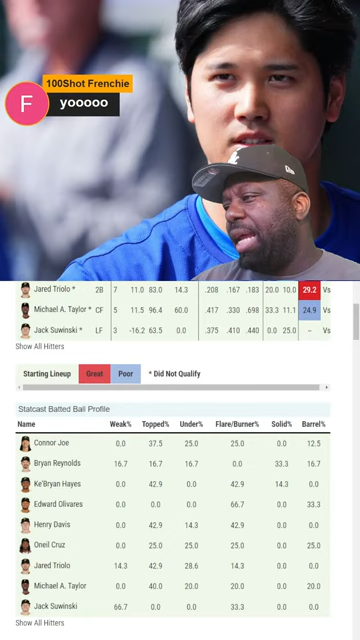 100Shot Frenchie
F
yooooo
Jared Triolo * 2B 7 11.0 83.0 14.3 .208 .167 .183 20.0 10.0 29.2 Vs
Michael A. Taylor * CF 5 11.5 96.4 60.0 .417 .330 .698 33.3 11.1 24.9 Vs
Jack Suwinski * LF 3 -16.2 63.5 0.0 .375 .410 .440 0.0 25.0 -- Vs
Show All Hitters
Starting Lineup Great Poor * Did Not Qualify
Statcast Batted Ball Profile
Name Weak% Topped% Under% Flare/Burner% Solid% Barrel%
Connor Joe 0.0 37.5 25.0 25.0 0.0 12.5
Bryan Reynolds 16.7 16.7 16.7 0.0 33.3 16.7
Ke'Bryan Hayes 0.0 42.9 0.0 42.9 14.3 0.0
Edward Olivares 0.0 0.0 0.0 66.7 0.0 33.3
Henry Davis 0.0 42.9 14.3 42.9 0.0 0.0
Oneil Cruz 0.0 25.0 25.0 25.0 0.0 25.0
Jared Triolo 14.3 42.9 28.6 14.3 0.0 0.0
Michael A. Taylor 0.0 40.0 20.0 20.0 0.0 20.0
Jack Suwinski 66.7 0.0 0.0 33.3 0.0 0.0
Show All Hitters